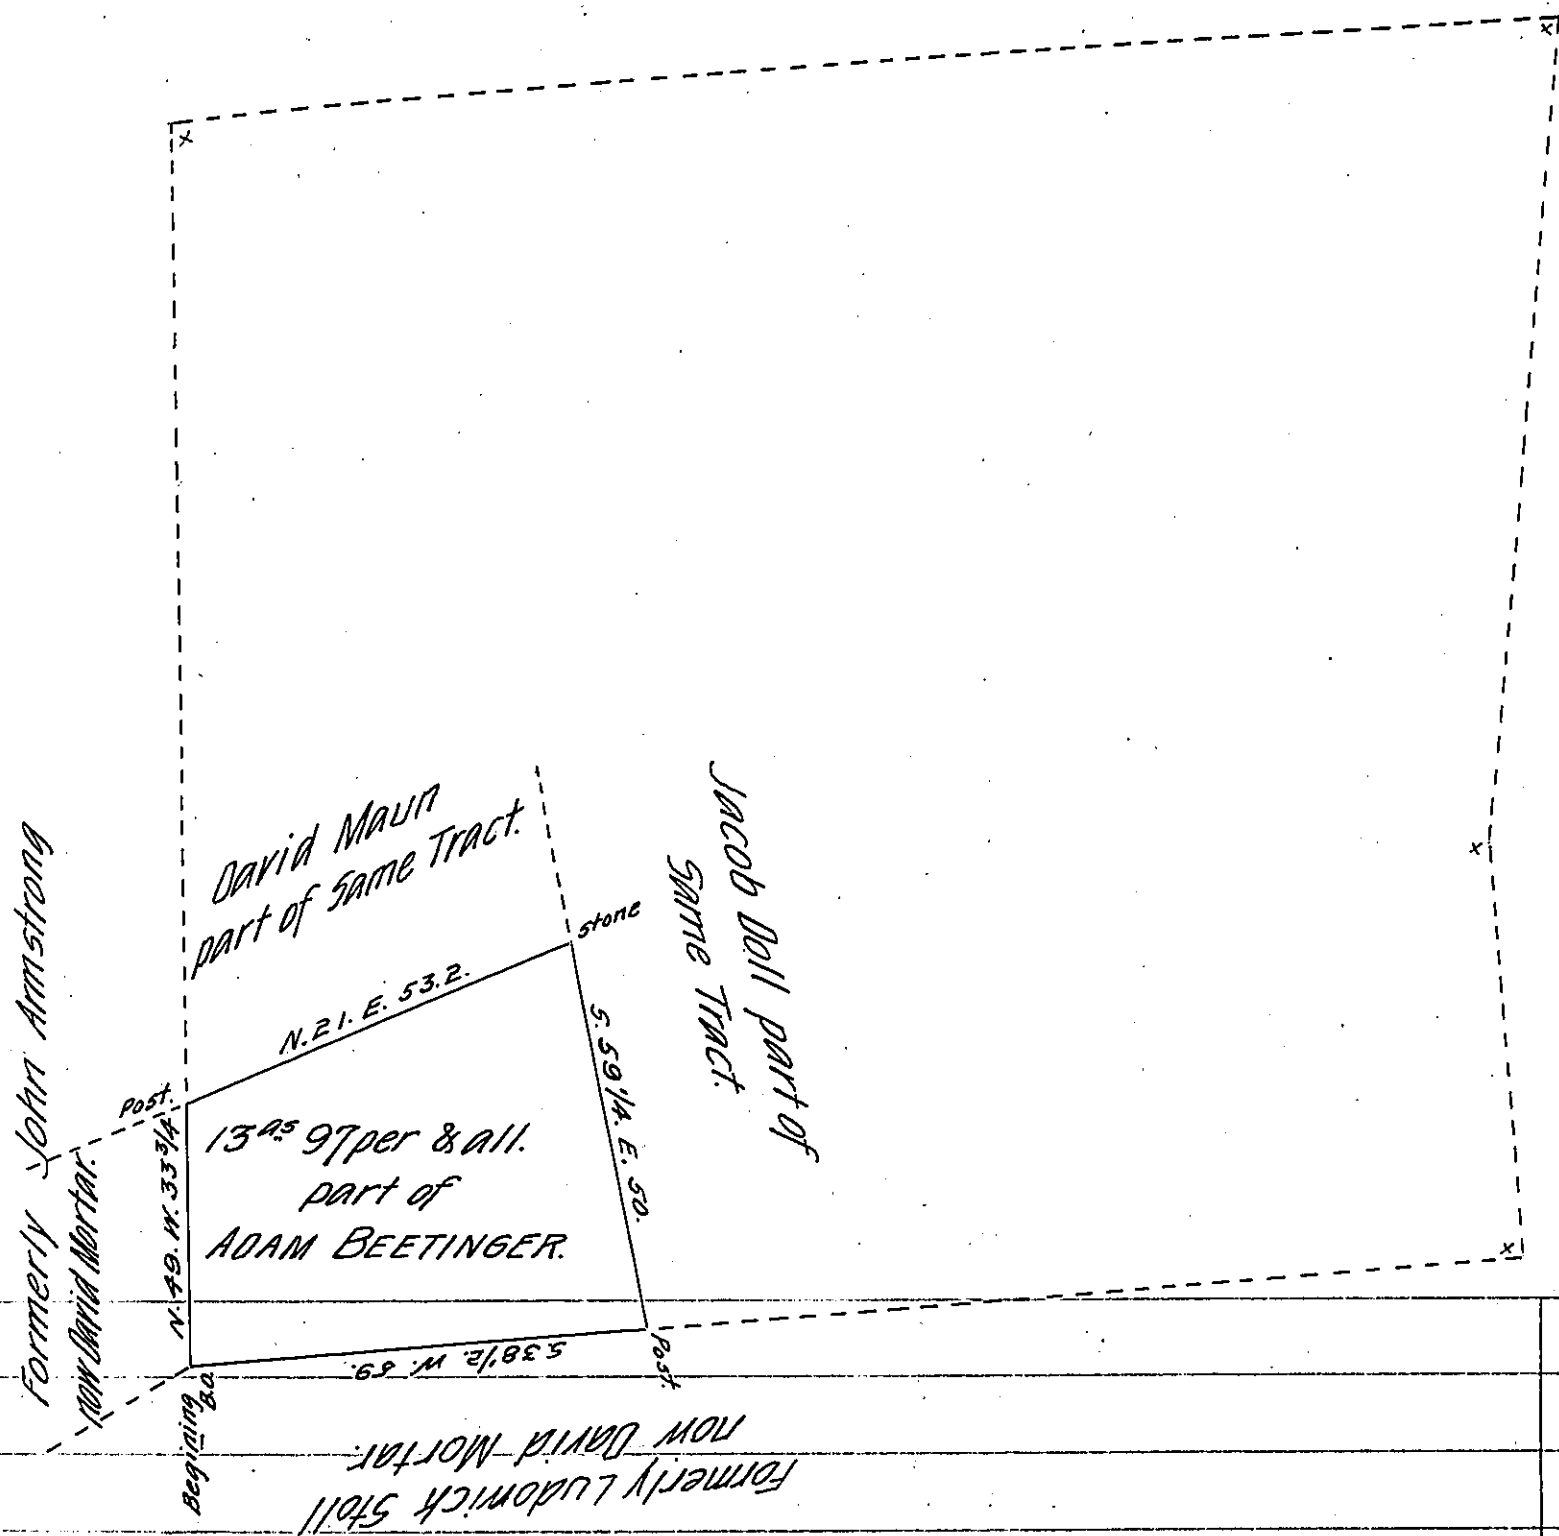 David Maun
part of Same Tract.
Jacob Doll part of
Same Tract.
stone
N. 21. E. 53.2.
S. 59 1/4. E. 50.
Formerly John Armstrong
now David Mortar.
Post.
N. 49. W. 33 3/4
13 as 97 per & all.
part of
ADAM BEETINGER.
S 38 1/2. W. 59.
Post.
Begining
B.O.
Formerly Ludowick Stoll
now David Mortar.
x
x
x
x